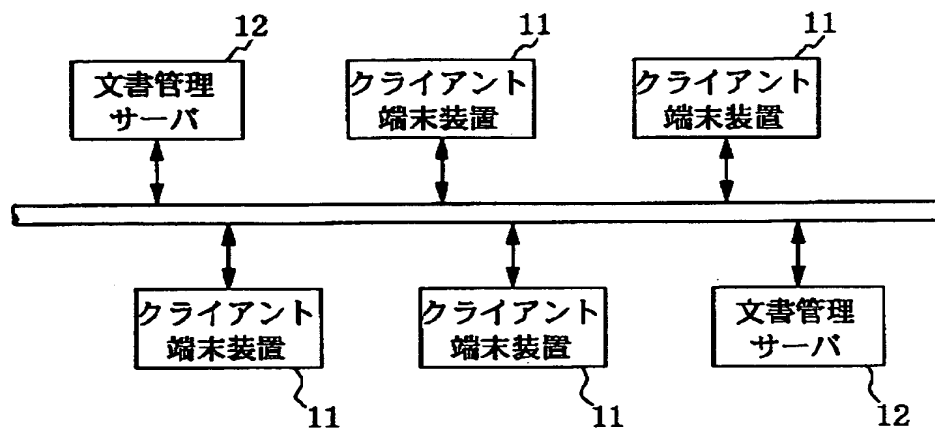 12
文書管理
サーバ
11
クライアント
端末装置
11
クライアント
端末装置
クライアント
端末装置
11
クライアント
端末装置
11
文書管理
サーバ
12